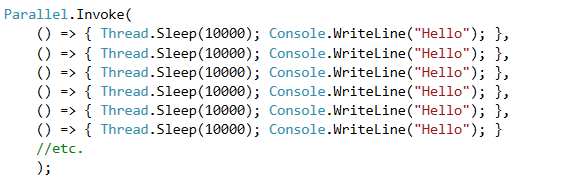 Parallel.Invoke(
    () => { Thread.Sleep(10000); Console.WriteLine("Hello"); },
    () => { Thread.Sleep(10000); Console.WriteLine("Hello"); },
    () => { Thread.Sleep(10000); Console.WriteLine("Hello"); },
    () => { Thread.Sleep(10000); Console.WriteLine("Hello"); },
    () => { Thread.Sleep(10000); Console.WriteLine("Hello"); },
    () => { Thread.Sleep(10000); Console.WriteLine("Hello"); }
    //etc.
    );